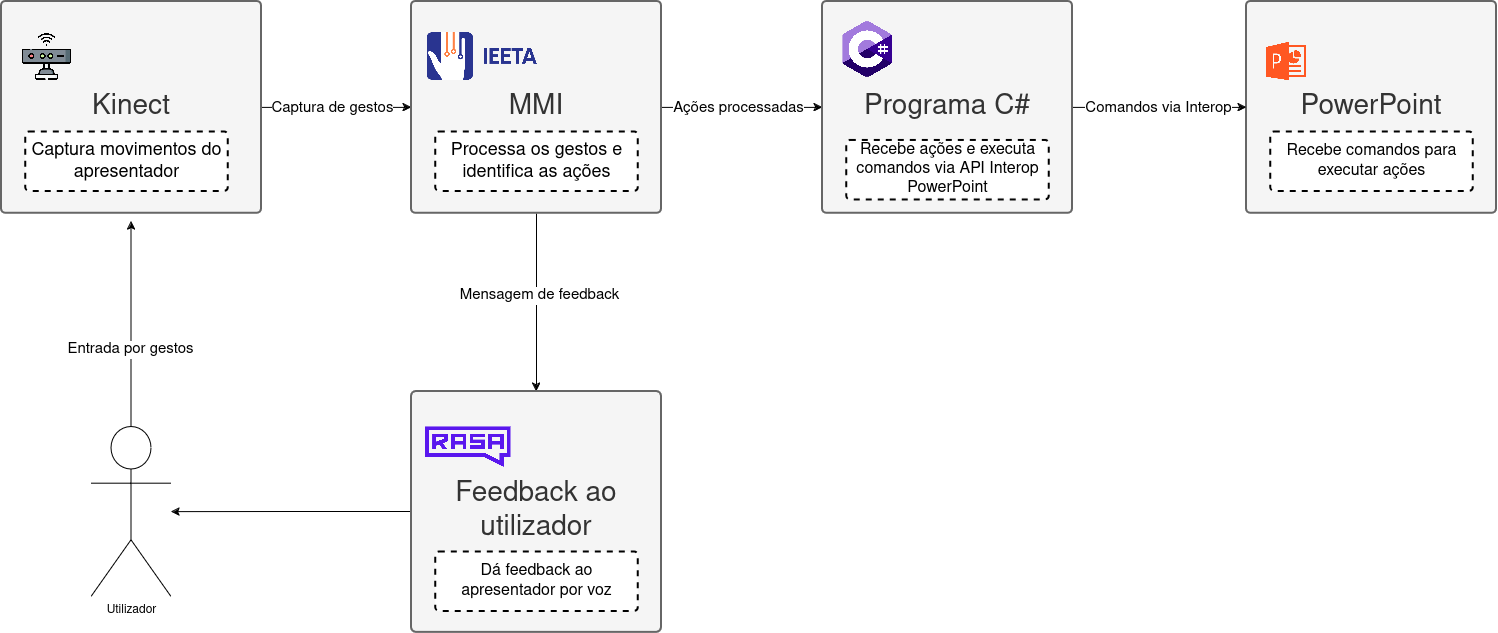 Kinect
Captura movimentos do
apresentador
Captura de gestos
IEETA
MMI
Processa os gestos e
identifica as ações
Ações processadas
C#
Programa C#
Recebe ações e executa
comandos via API Interop
PowerPoint
Comandos via Interop
P
PowerPoint
Recebe comandos para
executar ações
Mensagem de feedback
Entrada por gestos
RASA
Feedback ao
utilizador
Dá feedback ao
apresentador por voz
Utilizador